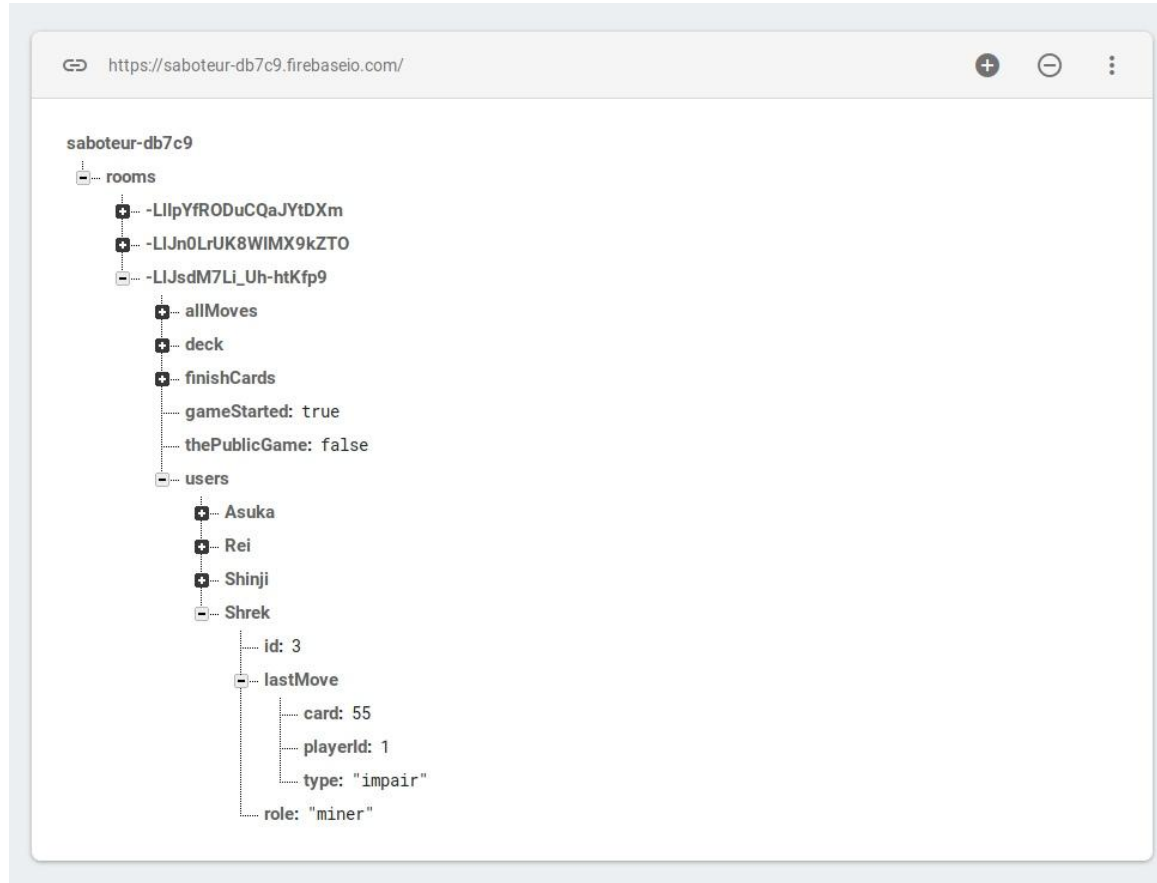 https://saboteur-db7c9.firebaseio.com/
saboteur-db7c9
rooms
-LIIpYfRODuCQaJYtDXm
-LIJn0LrUK8WIMX9kZTO
-LIJsdM7Li_Uh-htKfp9
allMoves
deck
finishCards
gameStarted: true
thePublicGame: false
users
Asuka
Rei
Shinji
Shrek
id: 3
lastMove
card: 55
playerId: 1
type: "impair"
role: "miner"